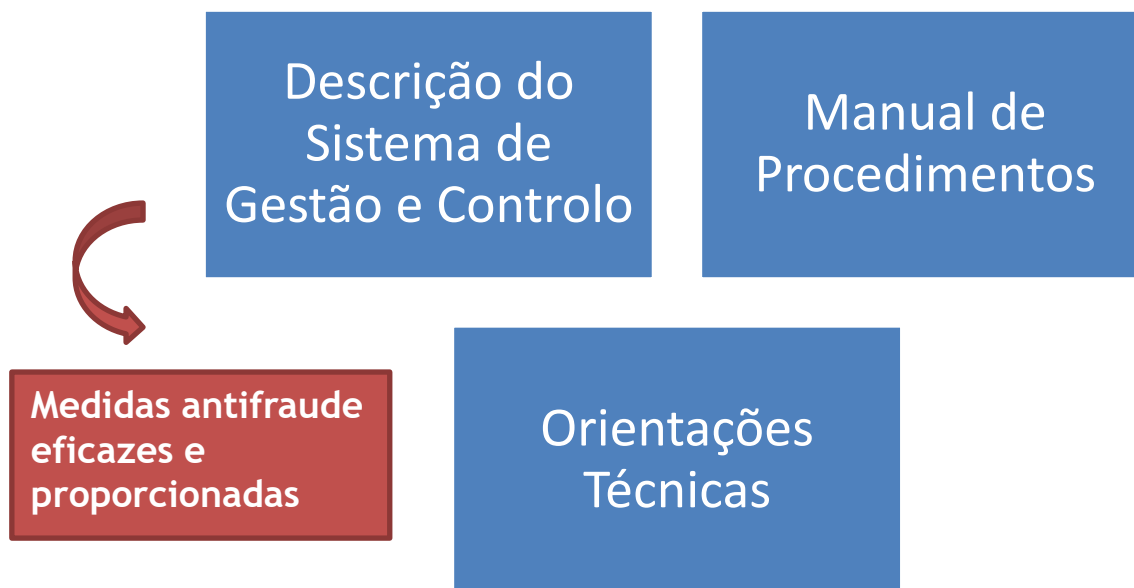 Descrição do
Sistema de
Gestão e Controlo
Manual de
Procedimentos
Medidas antifraude
eficazes e
proporcionadas
Orientações
Técnicas